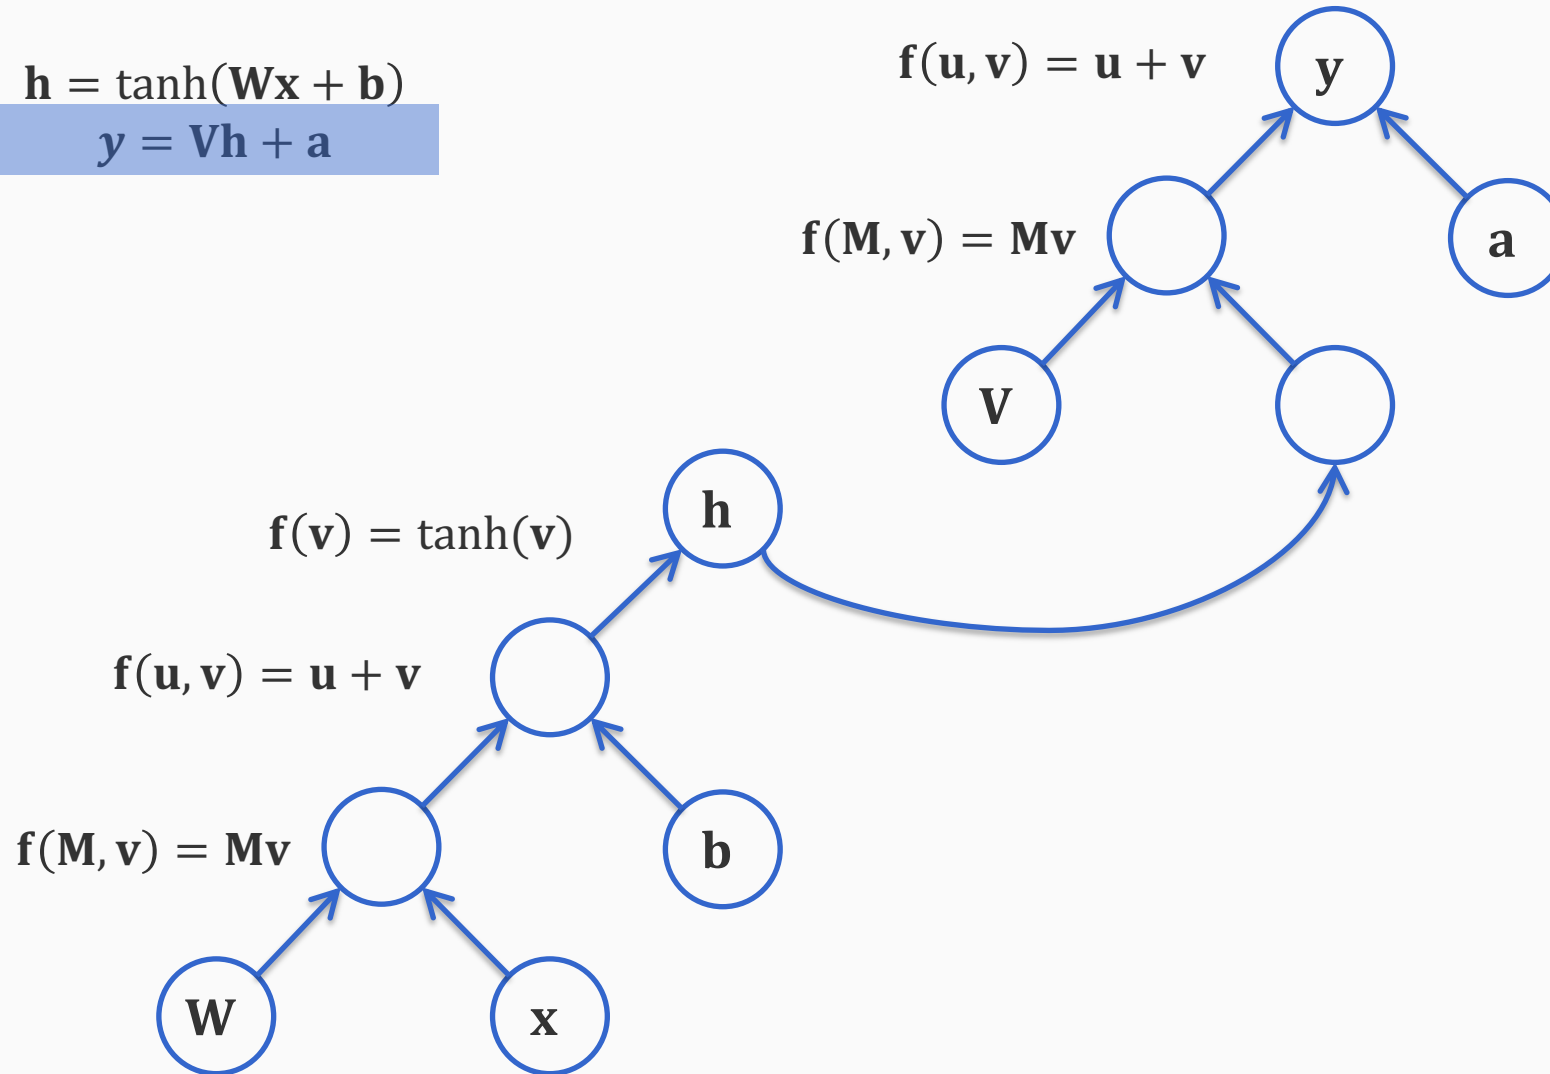 h = tanh(Wx + b)
y = Vh + a
f(u, v) = u + v
y
f(M, v) = Mv
a
V
h
f(v) = tanh(v)
f(u, v) = u + v
f(M, v) = Mv
b
W
x